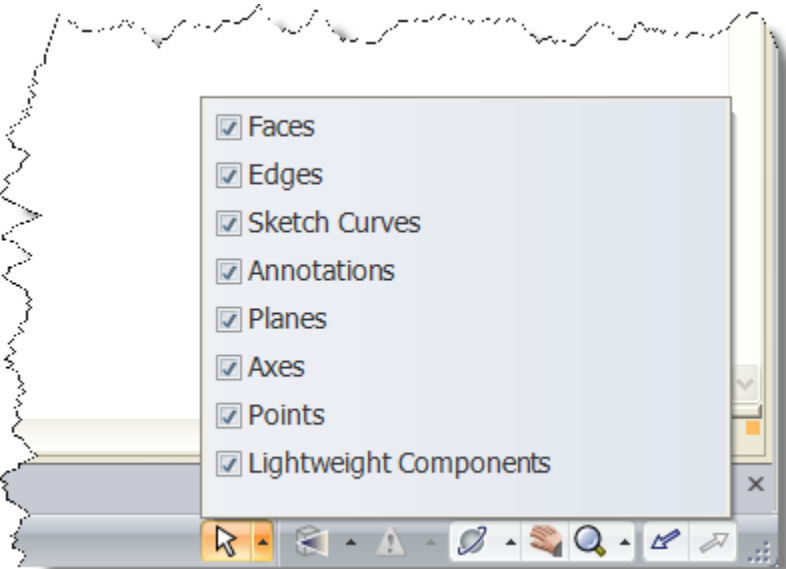 Faces
Edges
Sketch Curves
Annotations
Planes
Axes
Points
Lightweight Components